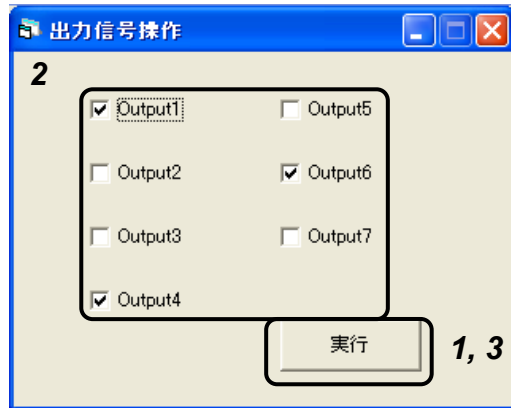 出力信号操作
2
Output1 Output5
Output2 Output6
Output3 Output7
Output4
実行 1, 3